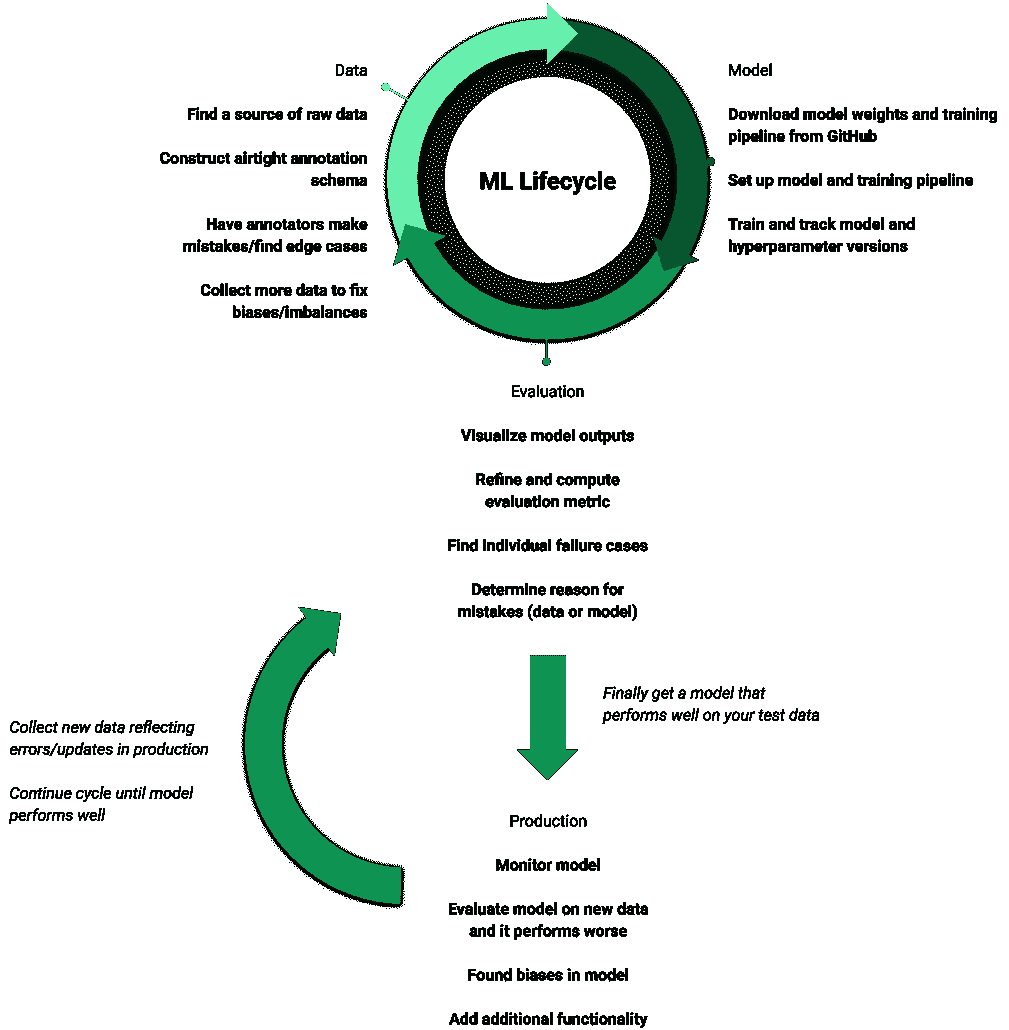 ML Lifecycle
Data
Find a source of raw data
Construct airtight annotation
schema
Have annotators make
mistakes/find edge cases
Collect more data to fix
biases/imbalances
Model
Download model weights and training
pipeline from GitHub
Set up model and training pipeline
Train and track model and
hyperparameter versions
Evaluation
Visualize model outputs
Refine and compute
evaluation metric
Find individual failure cases
Determine reason for
mistakes (data or model)
Finally get a model that
performs well on your test data
Production
Monitor model
Evaluate model on new data
and it performs worse
Found biases in model
Add additional functionality
Collect new data reflecting
errors/updates in production
Continue cycle until model
performs well